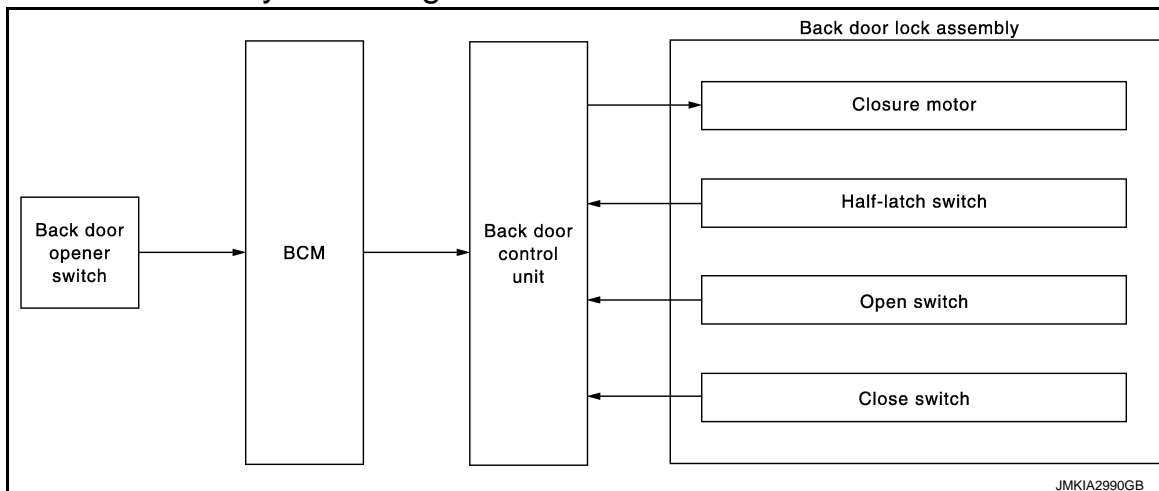 Back door lock assembly
Closure motor
Half-latch switch
Back door
opener
switch
BCM
Back door
control
unit
Open switch
Close switch
JMKIA2990GB